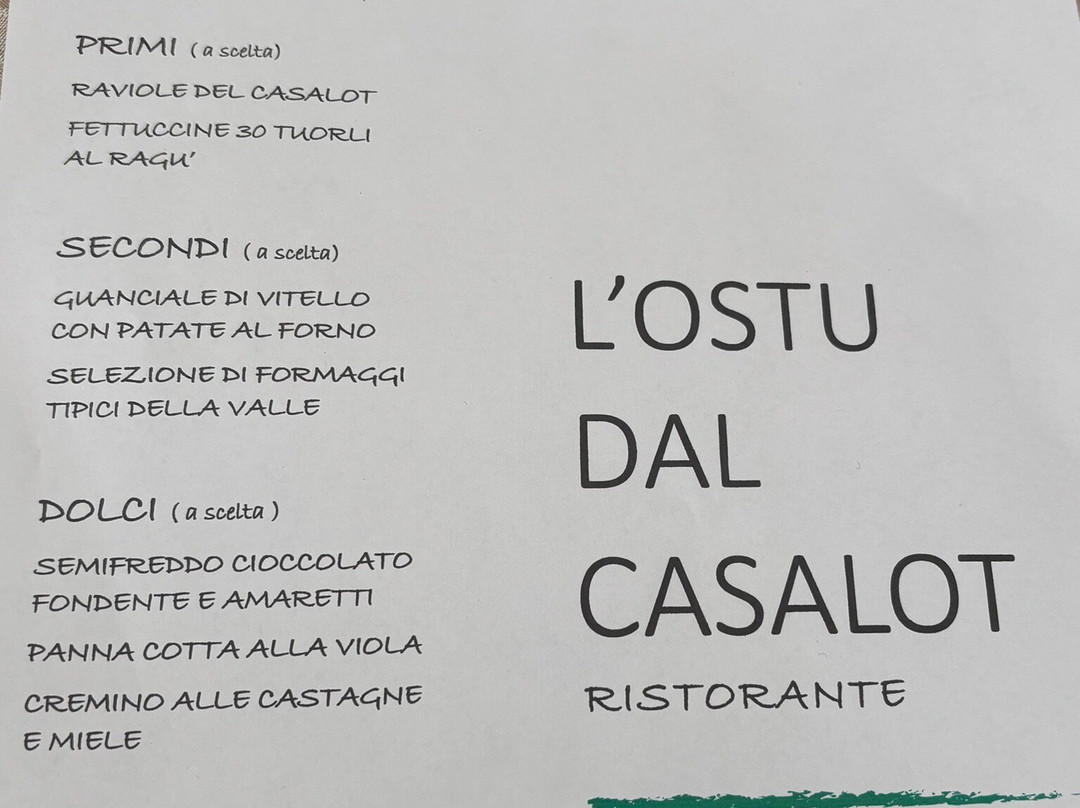 PRIMI (a scelta)
RAVIOLE DEL CASALOT
FETTUCCINE 30 TUORLI
AL RAGU'
SECONDI (a scelta)
GUANCIALE DI VITELLO
CON PATATE AL FORNO
SELEZIONE DI FORMAGGI
TIPICI DELLA VALLE
DOLCI (a scelta )
SEMIFREDDO CIOCCOLATO
FONDENTE E AMARETTI
PANNA COTTA ALLA VIOLA
CREMINO ALLE CASTAGNE
E MIELE
L'OSTU
DAL
CASALOT
RISTORANTE